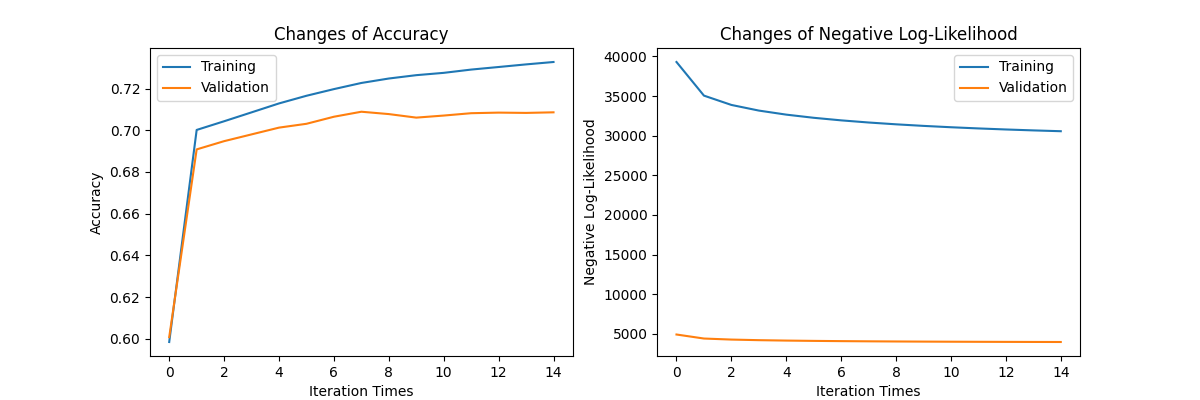 Changes of Accuracy
Training
Validation
0.72
0.70
0.68
0.66
0.64
0.62
0.60
Accuracy
0 2 4 6 8 10 12 14
Iteration Times
Changes of Negative Log-Likelihood
Training
Validation
40000
35000
30000
25000
20000
15000
10000
5000
Negative Log-Likelihood
0 2 4 6 8 10 12 14
Iteration Times